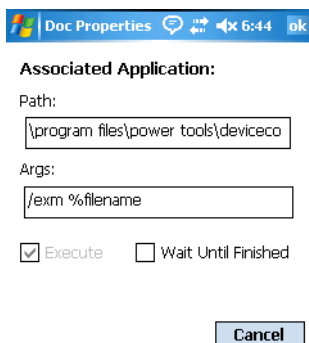 Doc Properties 6:44 ok
Associated Application:
Path:
\program files\power tools\deviceco
Args:
/exm %filename
Execute Wait Until Finished
Cancel